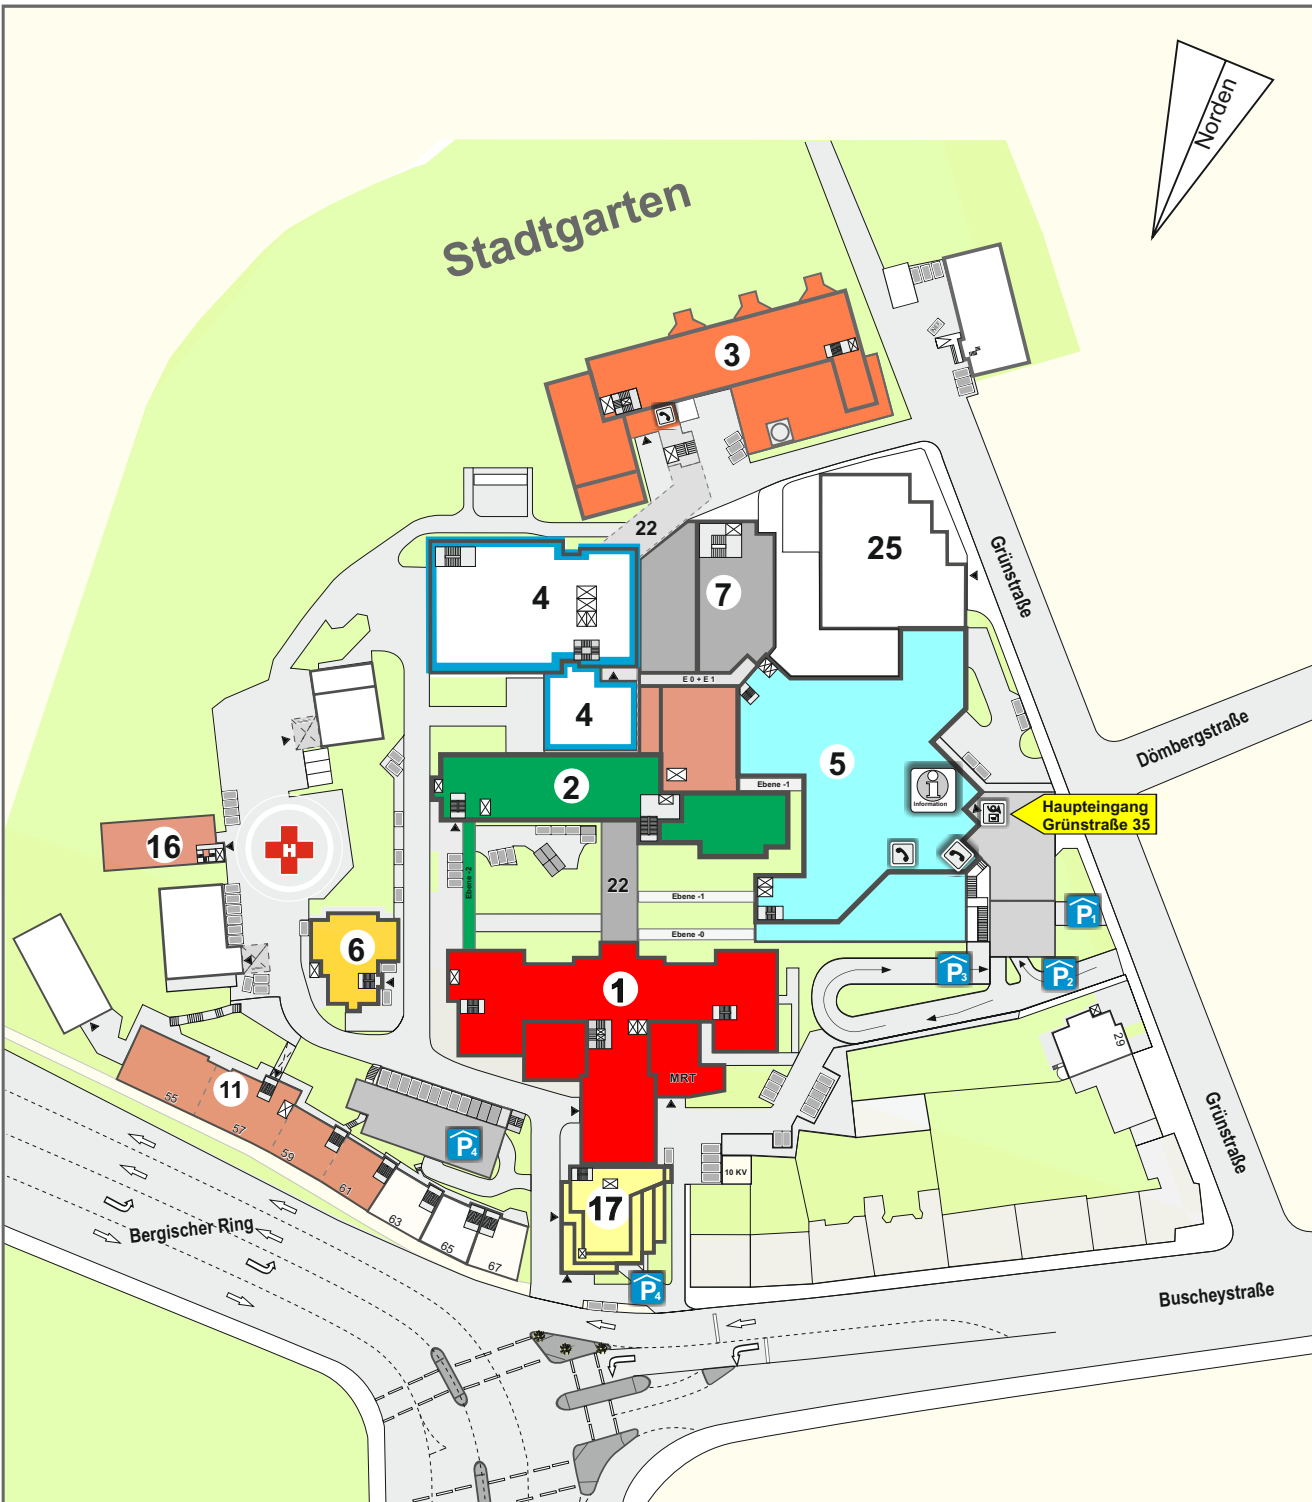 Norden
Stadtgarten
3
22
25
7
4
Grünstraße
E 0 + E 1
4
Dömbergstraße
5
2
Ebene -1
Information
Haupteingang
Grünstraße 35
16
H
Ebene -2
22
Ebene -1
P1
Ebene -0
6
P3
P2
1
29
MRT
11
55
57
59
61
63
65
67
P4
10 KV
Grünstraße
17
Bergischer Ring
P4
Buscheystraße